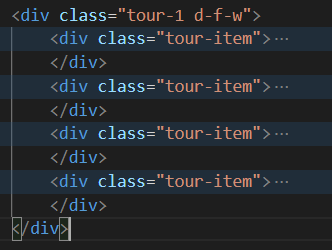 <div class="tour-1 d-f-w">
<div class="tour-item">…
</div>
<div class="tour-item">…
</div>
<div class="tour-item">…
</div>
<div class="tour-item">…
</div>
</div>